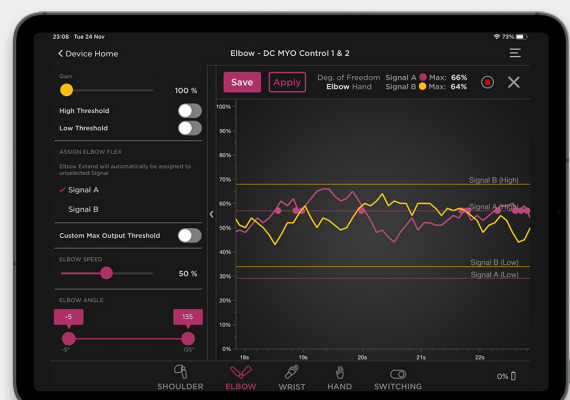 23:08 Tue 24 Nov
73%
Device Home
Elbow - DC MYO Control 1 & 2
Gain
100 %
High Threshold
Low Threshold
ASSIGN ELBOW FLEX
Elbow Extend will automatically be assigned to
unselected Signal
Signal A
Signal B
Custom Max Output Threshold
ELBOW SPEED
50 %
ELBOW ANGLE
-5
135
-5°
135°
Save
Apply
Deg. of Freedom Signal A Max: 66%
Elbow Hand Signal B Max: 64%
100%
90%
80%
70%
60%
50%
40%
30%
20%
10%
0%
Signal B (High)
Signal A (High)
Signal B (Low)
Signal A (Low)
18s
19s
20s
21s
22s
SHOULDER
ELBOW
WRIST
HAND
SWITCHING
0%